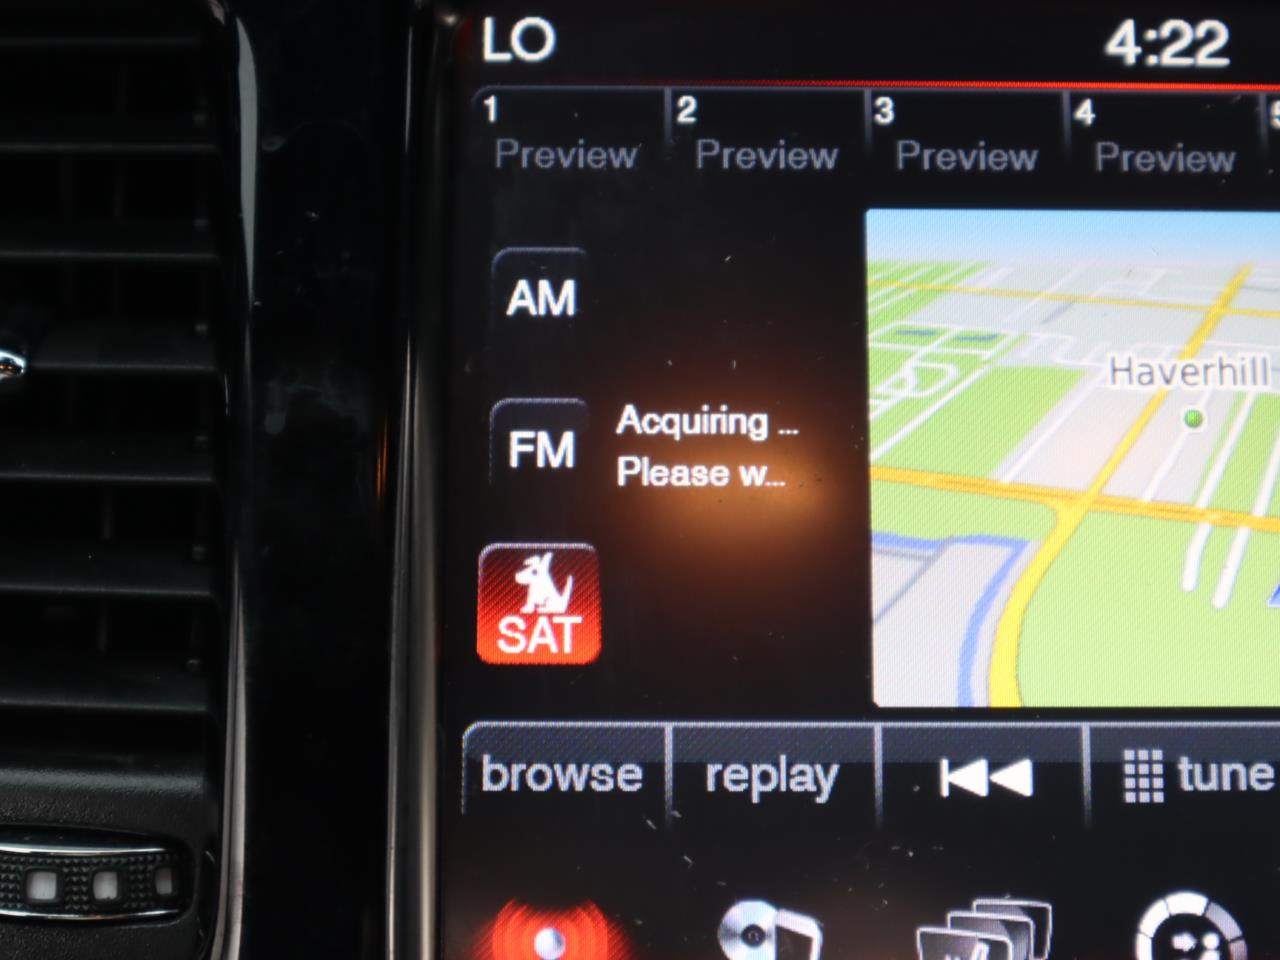 LO 4:22
1 2 3 4
Preview Preview Preview Preview
AM
FM
Acquiring ...
Please w...
SAT
Haverhill
browse replay tune